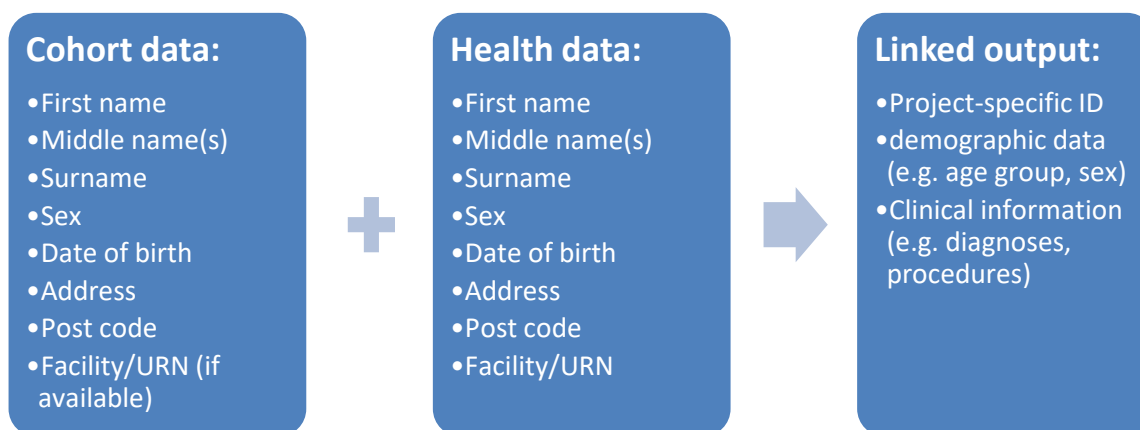 Cohort data:
•First name
•Middle name(s)
•Surname
•Sex
•Date of birth
•Address
•Post code
•Facility/URN (if
available)
Health data:
•First name
•Middle name(s)
•Surname
•Sex
•Date of birth
•Address
•Post code
•Facility/URN
Linked output:
•Project-specific ID
•demographic data
(e.g. age group, sex)
•Clinical information
(e.g. diagnoses,
procedures)